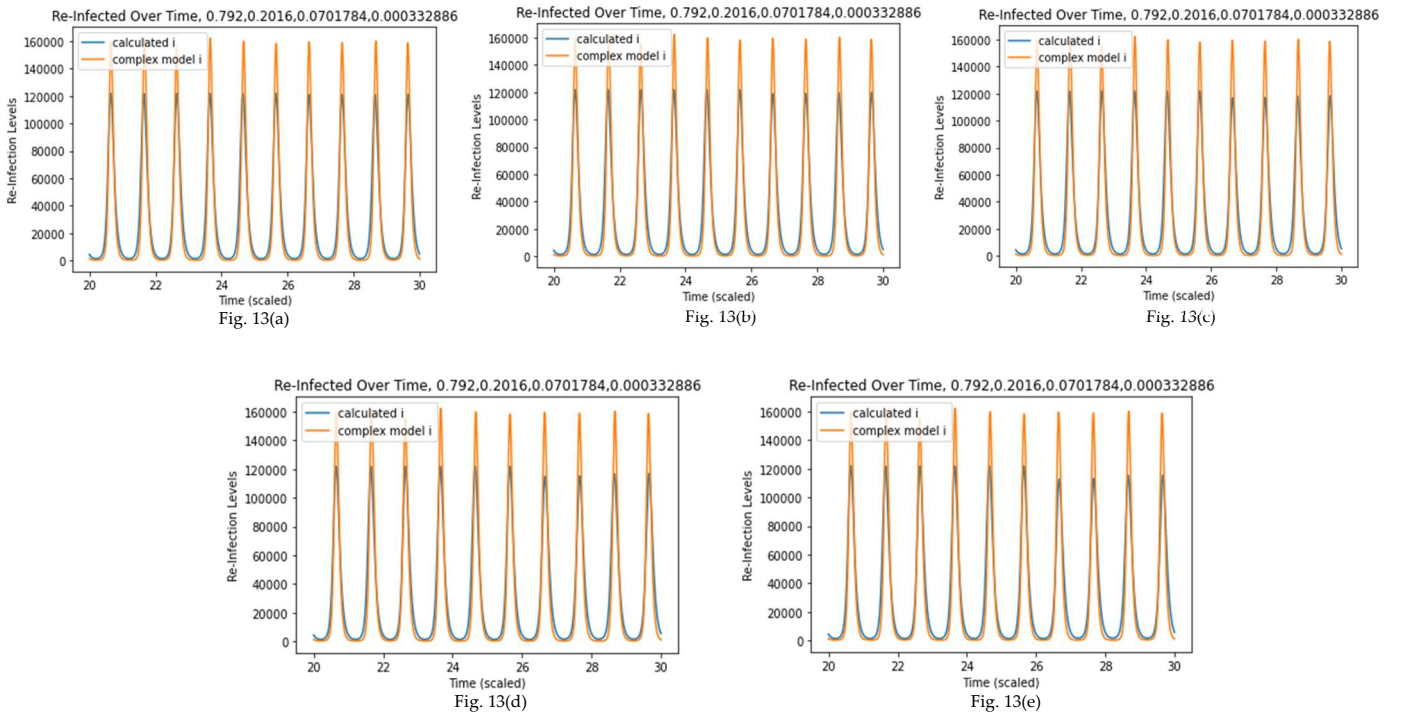 Re-Infected Over Time, 0.792,0.2016,0.0701784,0.000332886
calculated i
complex model i
Re-Infection Levels
160000
140000
120000
100000
80000
60000
40000
20000
0
20 22 24 26 28 30
Time (scaled)
Fig. 13(a)
Re-Infected Over Time, 0.792,0.2016,0.0701784,0.000332886
calculated i
complex model i
Re-Infection Levels
160000
140000
120000
100000
80000
60000
40000
20000
0
20 22 24 26 28 30
Time (scaled)
Fig. 13(b)
Re-Infected Over Time, 0.792,0.2016,0.0701784,0.000332886
calculated i
complex model i
Re-Infection Levels
160000
140000
120000
100000
80000
60000
40000
20000
0
20 22 24 26 28 30
Time (scaled)
Fig. 13(c)
Re-Infected Over Time, 0.792,0.2016,0.0701784,0.000332886
calculated i
complex model i
Re-Infection Levels
160000
140000
120000
100000
80000
60000
40000
20000
0
20 22 24 26 28 30
Time (scaled)
Fig. 13(d)
Re-Infected Over Time, 0.792,0.2016,0.0701784,0.000332886
calculated i
complex model i
Re-Infection Levels
160000
140000
120000
100000
80000
60000
40000
20000
0
20 22 24 26 28 30
Time (scaled)
Fig. 13(e)